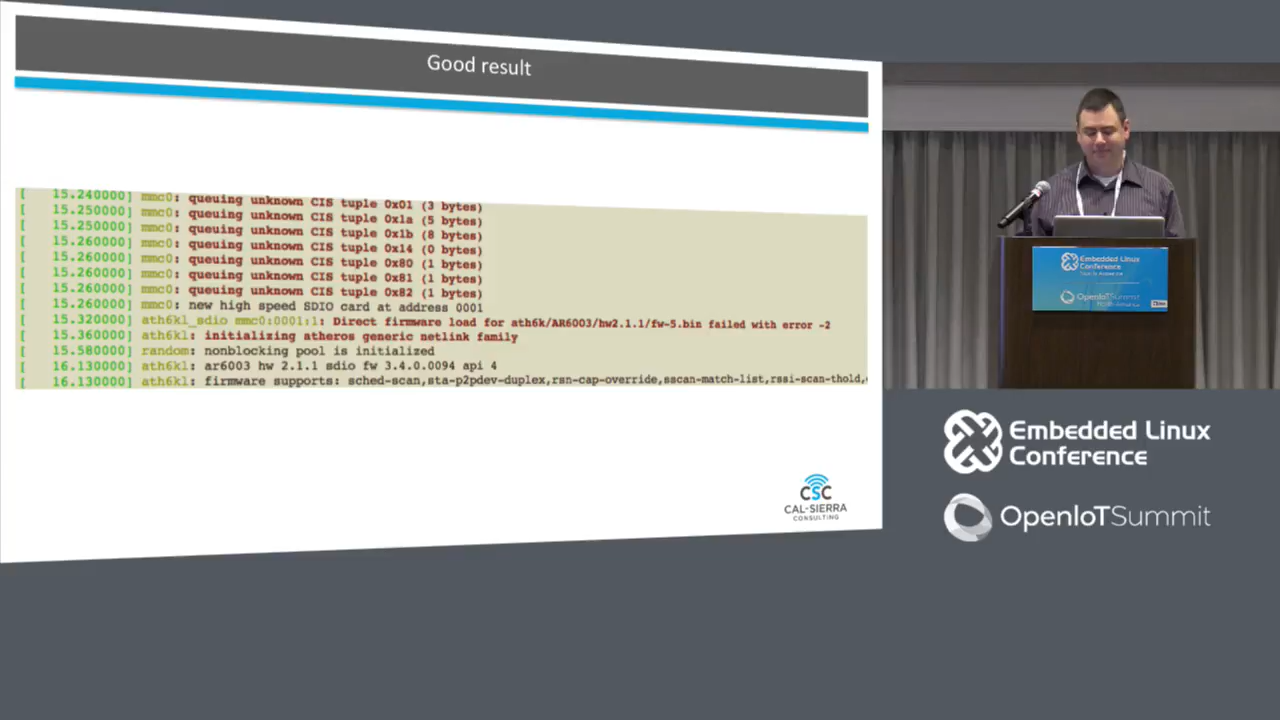 Good result
[ 15.240000] mmc0: queuing unknown CIS tuple 0x01 (3 bytes)
[ 15.250000] mmc0: queuing unknown CIS tuple 0x1a (5 bytes)
[ 15.250000] mmc0: queuing unknown CIS tuple 0x1b (8 bytes)
[ 15.260000] mmc0: queuing unknown CIS tuple 0x14 (0 bytes)
[ 15.260000] mmc0: queuing unknown CIS tuple 0x80 (1 bytes)
[ 15.260000] mmc0: queuing unknown CIS tuple 0x81 (1 bytes)
[ 15.260000] mmc0: queuing unknown CIS tuple 0x82 (1 bytes)
[ 15.260000] mmc0: new high speed SDIO card at address 0001
[ 15.320000] ath6kl_sdio mmc0:0001:1: Direct firmware load for ath6k/AR6003/hw2.1.1/fw-5.bin failed with error -2
[ 15.360000] ath6kl: initializing atheros generic netlink family
[ 15.580000] random: nonblocking pool is initialized
[ 16.130000] ath6kl: ar6003 hw 2.1.1 sdio fw 3.4.0.0094 api 4
[ 16.130000] ath6kl: firmware supports: sched-scan,sta-p2pdev-duplex,rsn-cap-override,sscan-match-list,rssi-scan-thold,
CSC
CAL-SIERRA
CONSULTING
Embedded Linux
Conference
OpenIoTSummit
Embedded Linux
Conference
OpenIoTSummit